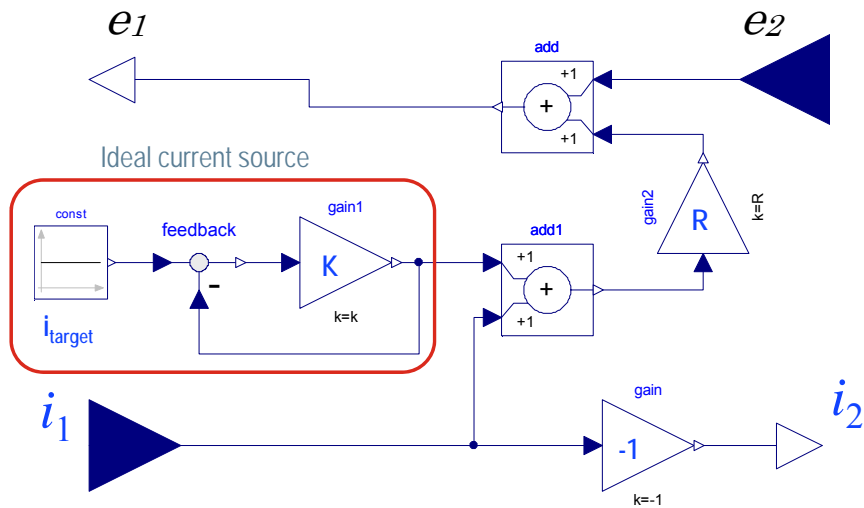 e1
e2
add
+1
+
+1
Ideal current source
const
feedback
gain1
K
k=k
-
itarget
add1
+1
+
+1
gain2
R
k=R
i1
gain
-1
k=-1
i2